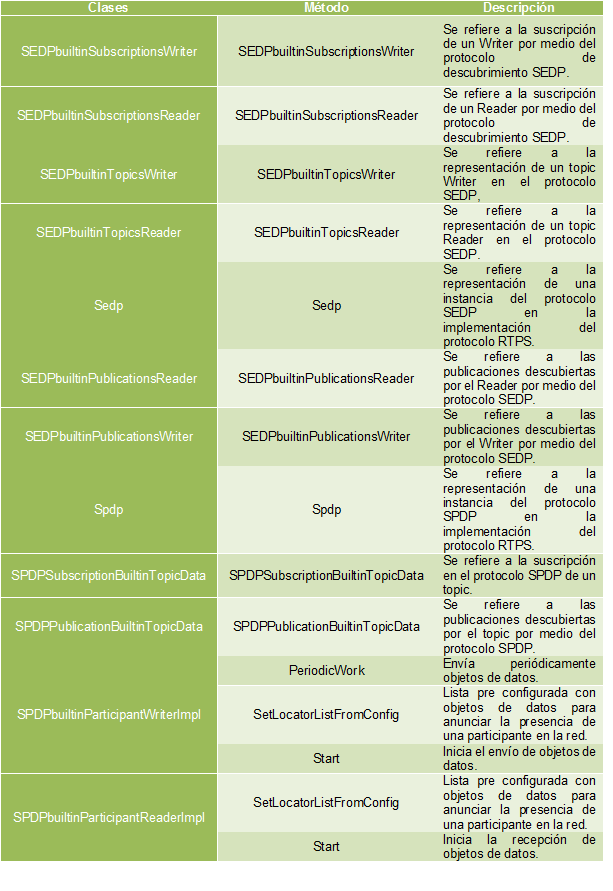 Clases Método Descripción
SEDPbuiltinSubscriptionsWriter SEDPbuiltinSubscriptionsWriter Se refiere a la suscripción
de un Writer por medio del
protocolo de
descubrimiento SEDP.
SEDPbuiltinSubscriptionsReader SEDPbuiltinSubscriptionsReader Se refiere a la suscripción
de un Reader por medio del
protocolo de
descubrimiento SEDP.
SEDPbuiltinTopicsWriter SEDPbuiltinTopicsWriter Se refiere a la
representación de un topic
Writer en el protocolo
SEDP,
SEDPbuiltinTopicsReader SEDPbuiltinTopicsReader Se refiere a la
representación de un topic
Reader en el protocolo
SEDP.
Sedp Sedp Se refiere a la
representación de una
instancia del protocolo
SEDP en la
implementación del
protocolo RTPS.
SEDPbuiltinPublicationsReader SEDPbuiltinPublicationsReader Se refiere a las
publicaciones descubiertas
por el Reader por medio del
protocolo SEDP.
SEDPbuiltinPublicationsWriter SEDPbuiltinPublicationsWriter Se refiere a las
publicaciones descubiertas
por el Writer por medio del
protocolo SEDP.
Spdp Spdp Se refiere a la
representación de una
instancia del protocolo
SPDP en la
implementación del
protocolo RTPS.
SPDPSubscriptionBuiltinTopicData SPDPSubscriptionBuiltinTopicData Se refiere a la suscripción
en el protocolo SPDP de un
topic.
SPDPPublicationBuiltinTopicData SPDPPublicationBuiltinTopicData Se refiere a las
publicaciones descubiertas
por el topic por medio del
protocolo SPDP.
SPDPbuiltinParticipantWriterImpl PeriodicWork Envía periódicamente
objetos de datos.
SetLocatorListFromConfig Lista pre configurada con
objetos de datos para
anunciar la presencia de
una participante en la red.
Start Inicia el envío de objetos de
datos.
SPDPbuiltinParticipantReaderImpl SetLocatorListFromConfig Lista pre configurada con
objetos de datos para
anunciar la presencia de
una participante en la red.
Start Inicia la recepción de
objetos de datos.